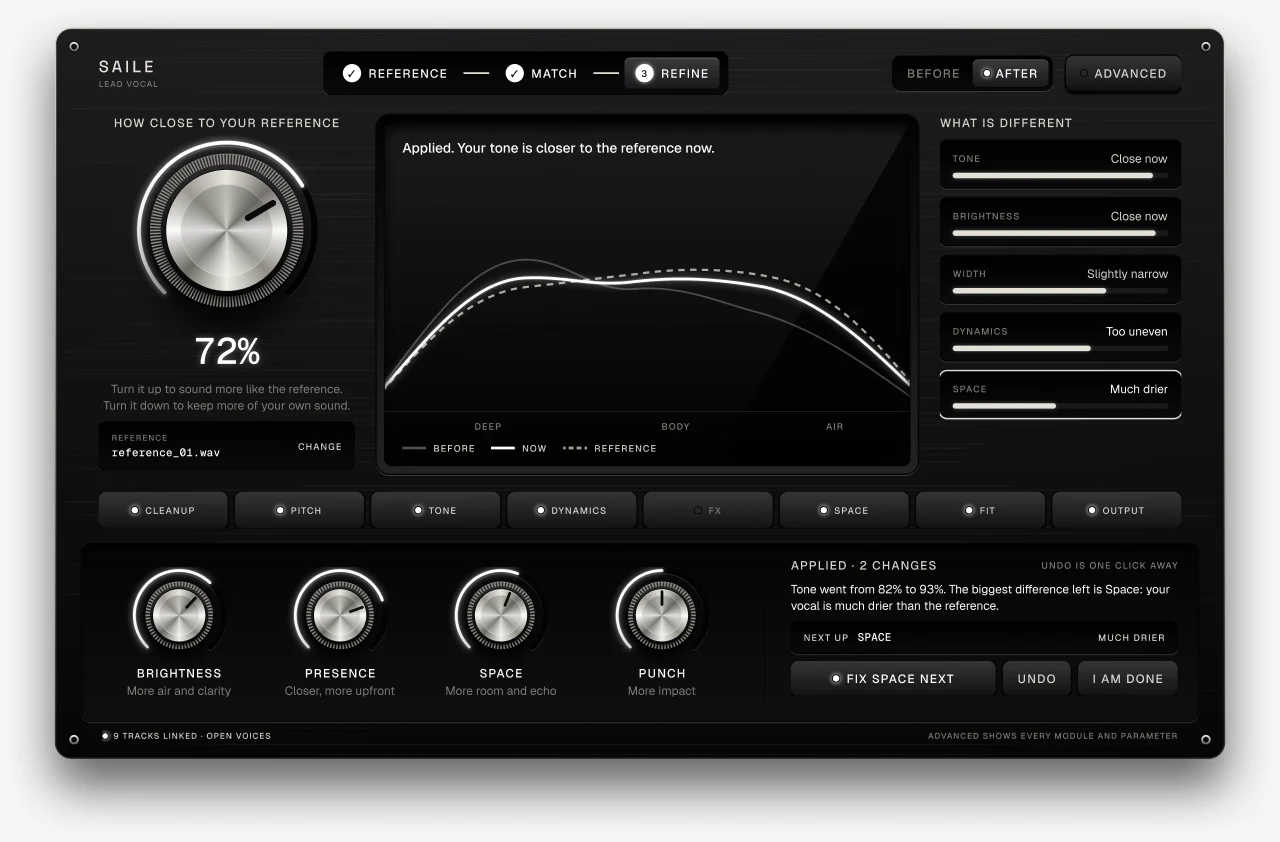 SAILE
LEAD VOCAL
✓ REFERENCE ✓ MATCH 3 REFINE
BEFORE AFTER ADVANCED
HOW CLOSE TO YOUR REFERENCE
72%
Turn it up to sound more like the reference.
Turn it down to keep more of your own sound.
REFERENCE
reference_01.wav
CHANGE
Applied. Your tone is closer to the reference now.
DEEP BODY AIR
BEFORE NOW REFERENCE
WHAT IS DIFFERENT
TONE Close now
BRIGHTNESS Close now
WIDTH Slightly narrow
DYNAMICS Too uneven
SPACE Much drier
CLEANUP PITCH TONE DYNAMICS FX SPACE FIT OUTPUT
BRIGHTNESS
More air and clarity
PRESENCE
Closer, more upfront
SPACE
More room and echo
PUNCH
More impact
APPLIED · 2 CHANGES UNDO IS ONE CLICK AWAY
Tone went from 82% to 93%. The biggest difference left is Space: your
vocal is much drier than the reference.
NEXT UP SPACE MUCH DRIER
FIX SPACE NEXT UNDO I AM DONE
9 TRACKS LINKED · OPEN VOICES
ADVANCED SHOWS EVERY MODULE AND PARAMETER